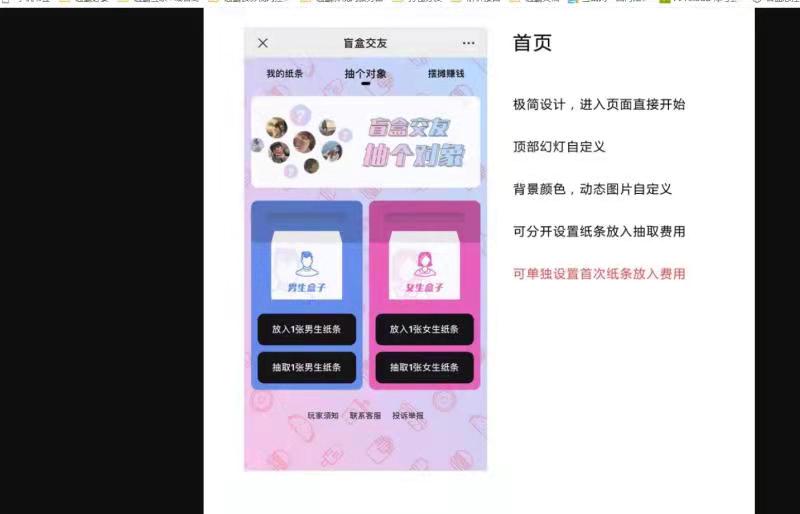 盲盒交友
我的纸条
抽个对象
摆摊赚钱
盲盒交友
抽个对象
男生盒子
女生盒子
放入1张男生纸条
放入1张女生纸条
抽取1张男生纸条
抽取1张女生纸条
玩家须知
联系客服
投诉举报
首页
极简设计，进入页面直接开始
顶部幻灯自定义
背景颜色，动态图片自定义
可分开设置纸条放入抽取费用
可单独设置首次纸条放入费用